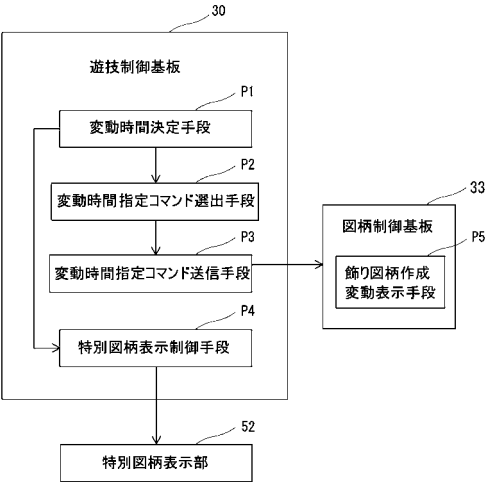 30
遊技制御基板
P1
変動時間決定手段
P2
変動時間指定コマンド選出手段
P3
変動時間指定コマンド送信手段
33
図柄制御基板
P5
飾り図柄作成
変動表示手段
P4
特別図柄表示制御手段
52
特別図柄表示部